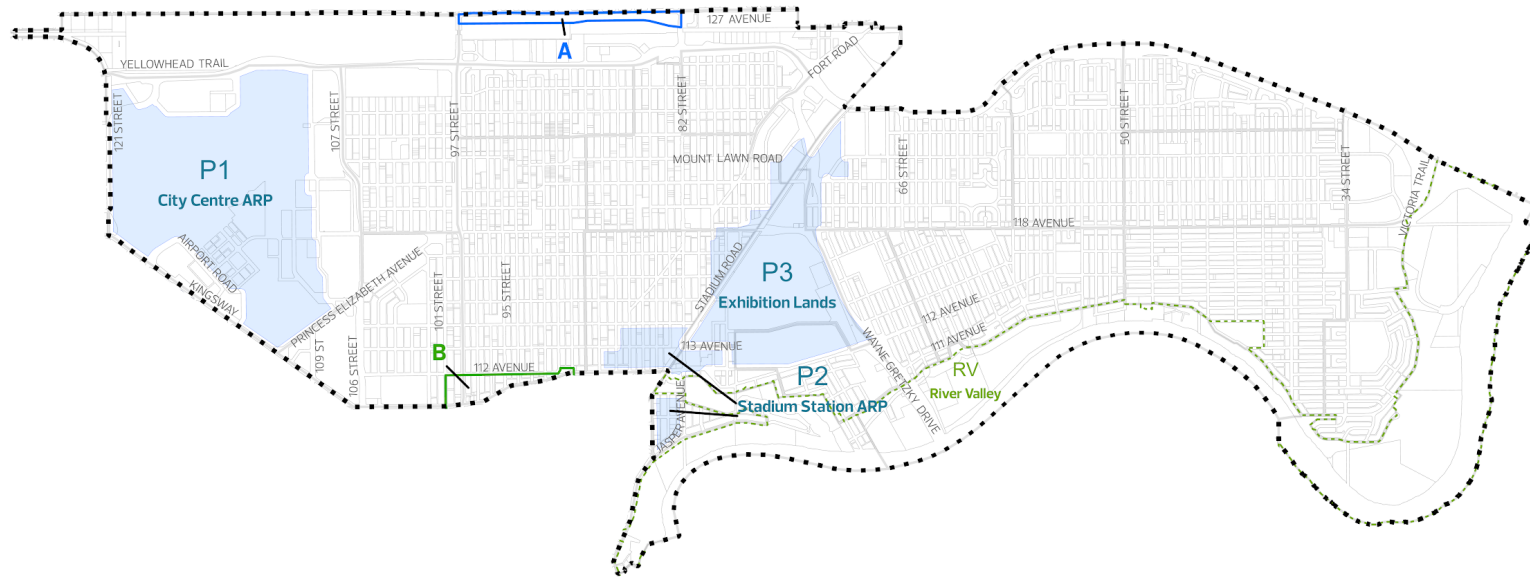 127 AVENUE
A
FORT ROAD
YELLOWHEAD TRAIL
121 STREET
107 STREET
97 STREET
82 STREET
50 STREET
MOUNT LAWN ROAD
66 STREET
34 STREET
VICTORIA TRAIL
P1
City Centre ARP
118 AVENUE
AIRPORT ROAD
KINGSWAY
PRINCESS ELIZABETH AVENUE
101 STREET
95 STREET
STADIUM ROAD
P3
Exhibition Lands
112 AVENUE
111 AVENUE
109 ST
106 STREET
B
112 AVENUE
113 AVENUE
WAYNE GRETZKY DRIVE
P2
Stadium Station ARP
JASPER AVENUE
RV
River Valley